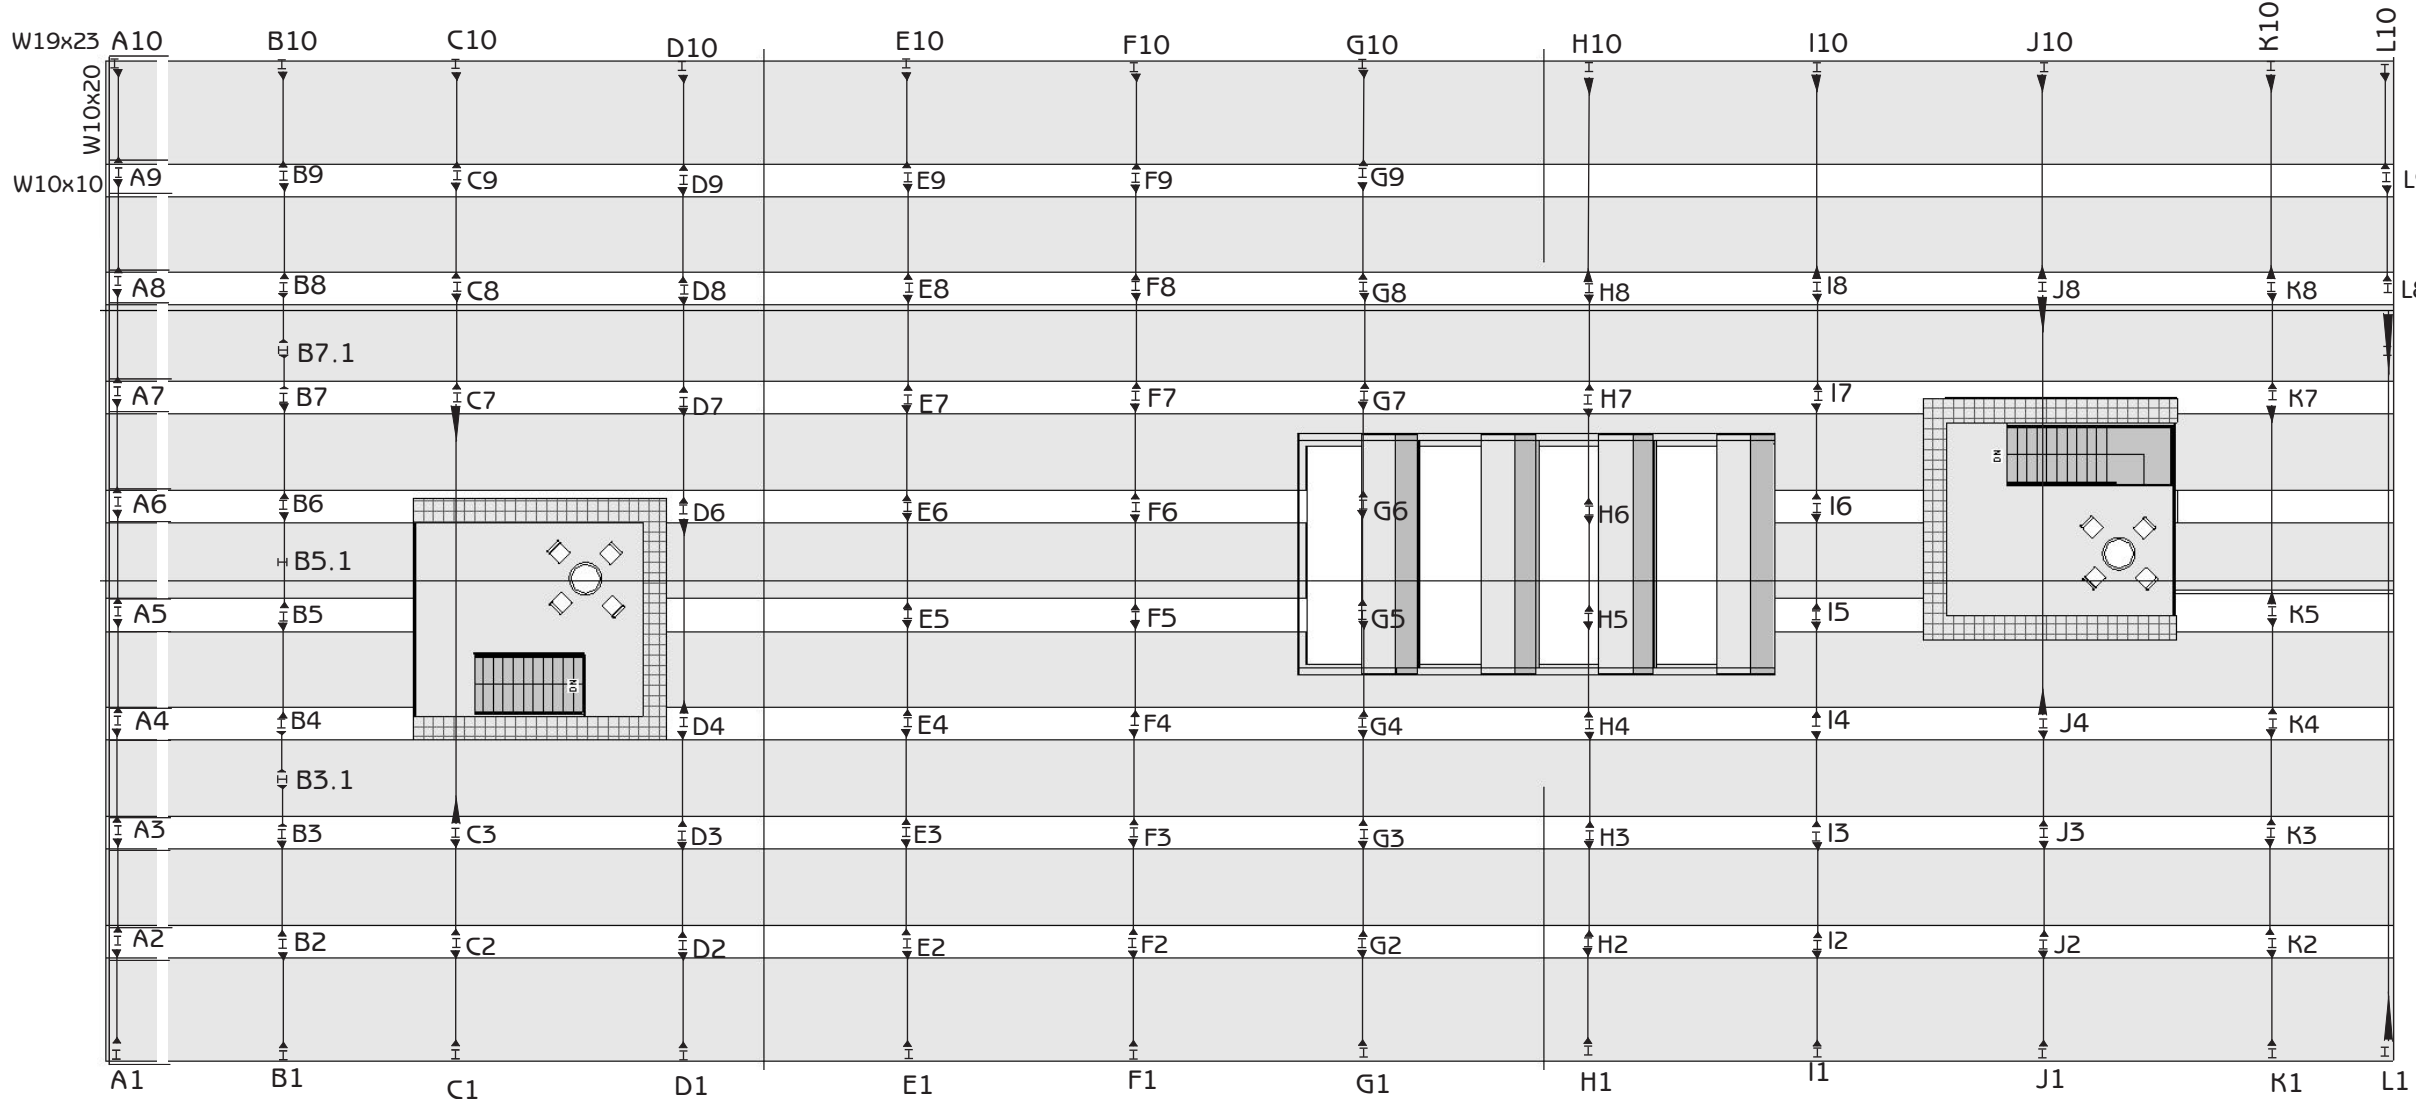 W19x23 A10 B10 C10 D10 E10 F10 G10 H10 I10 J10 K10 L10
W10x20
W10x10 A9 B9 C9 D9 E9 F9 G9
A8 B8 C8 D8 E8 F8 G8 H8 I8 J8 K8 L8
B7.1
A7 B7 C7 D7 E7 F7 G7 H7 I7 K7
DN
A6 B6 D6 E6 F6 G6 H6 I6
B5.1
A5 B5 E5 F5 G5 H5 I5 K5
DN
A4 B4 D4 E4 F4 G4 H4 I4 J4 K4
B3.1
A3 B3 C3 D3 E3 F3 G3 H3 I3 J3 K3
A2 B2 C2 D2 E2 F2 G2 H2 I2 J2 K2
A1 B1 C1 D1 E1 F1 G1 H1 I1 J1 K1 L1